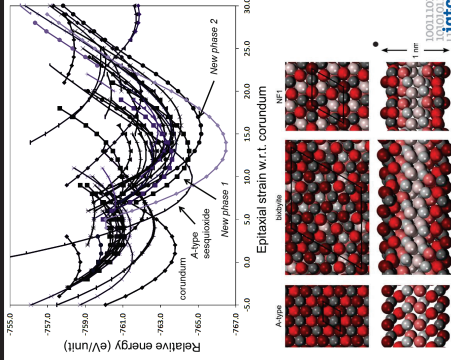 -755.0
-757.0
-759.0
-761.0
-763.0
-765.0
-767.0
Relative energy (eV/unit)
corundum
A-type
sesquioxide
New phase 1
New phase 2
-5.0 0.0 5.0 10.0 15.0 20.0 25.0 30.0
Epitaxial strain w.r.t. corundum
A-type bixbyite NF1
1 nm